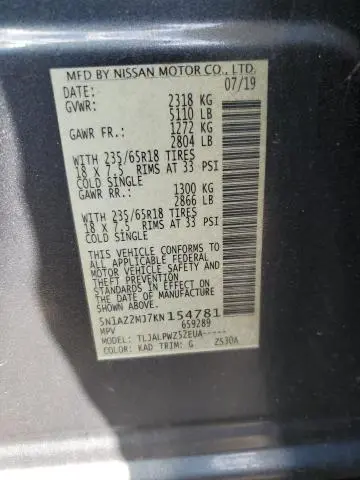 MFD BY NISSAN MOTOR CO., LTD.
DATE: 07/19
GVWR: 2318 KG
5110 LB
GAWR FR.: 1272 KG
2804 LB
WITH 235/65R18 TIRES
18 X 7.5 RIMS AT 33 PSI
COLD SINGLE
GAWR RR.: 1300 KG
2866 LB
WITH 235/65R18 TIRES
18 X 7.5 RIMS AT 33 PSI
COLD SINGLE
THIS VEHICLE CONFORMS TO
ALL APPLICABLE U.S. FEDERAL
MOTOR VEHICLE SAFETY
STANDARDS IN EFFECT ON
THE DATE OF MANUFACTURE
SHOWN ABOVE.
5N1AZ2MJ7KN154781
MPV 659289
MODEL: TLJALPWZ52EUA-----
COLOR: KAD TRIM: G Z530A